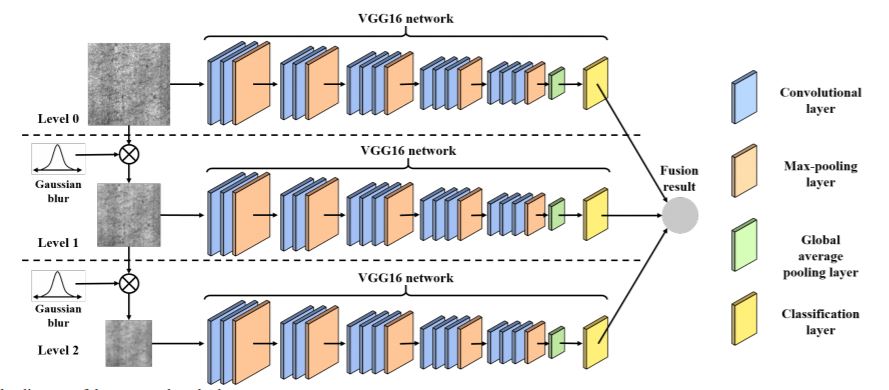 VGG16 network
Level 0
VGG16 network
Gaussian
blur
Level 1
VGG16 network
Gaussian
blur
Level 2
Fusion
result
Convolutional
layer
Max-pooling
layer
Global
average
pooling layer
Classification
layer